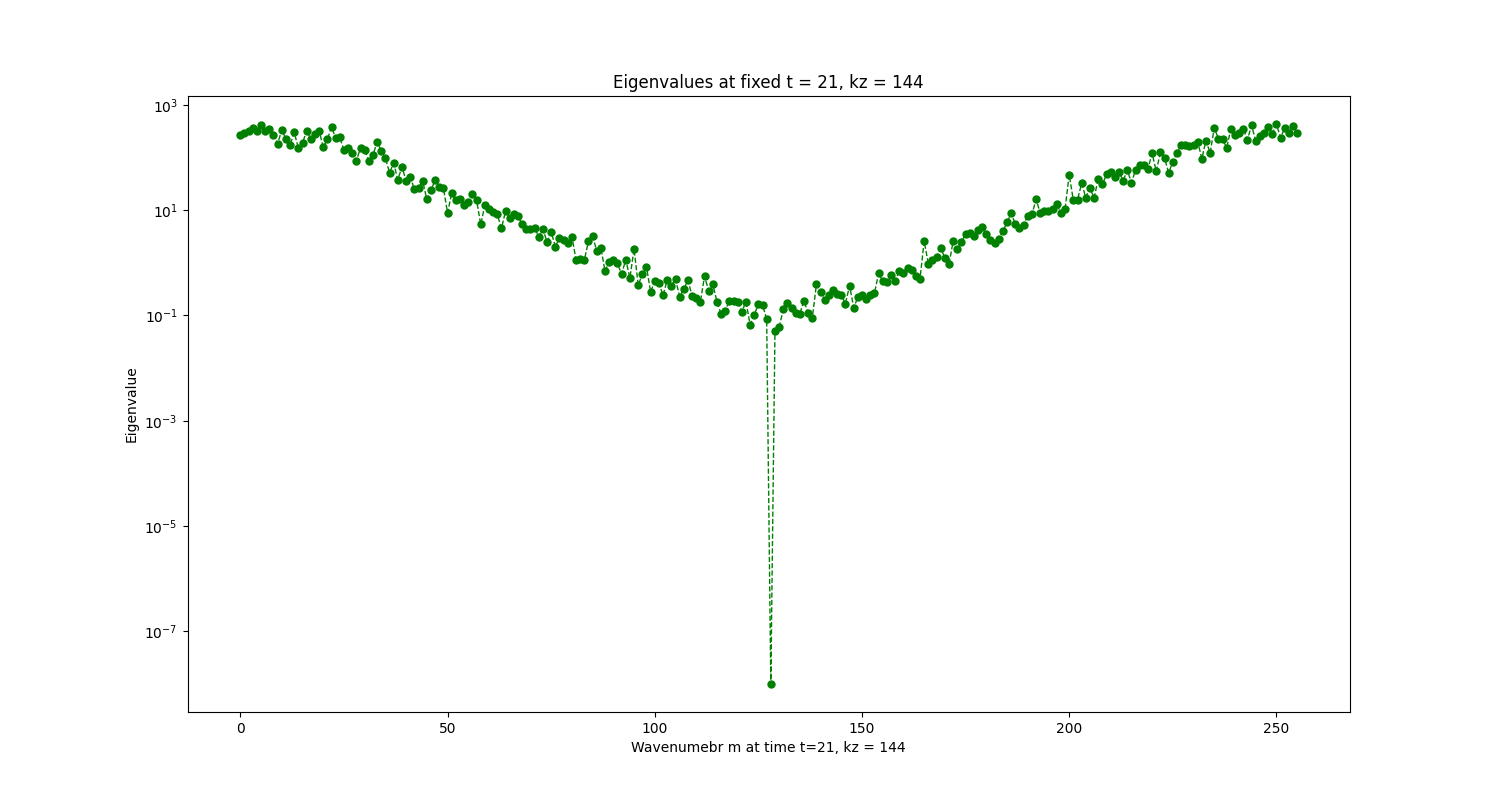 Eigenvalues at fixed t = 21, kz = 144
10³
10¹
10⁻¹
10⁻³
10⁻⁵
10⁻⁷
Eigenvalue
0 50 100 150 200 250
Wavenumebr m at time t=21, kz = 144